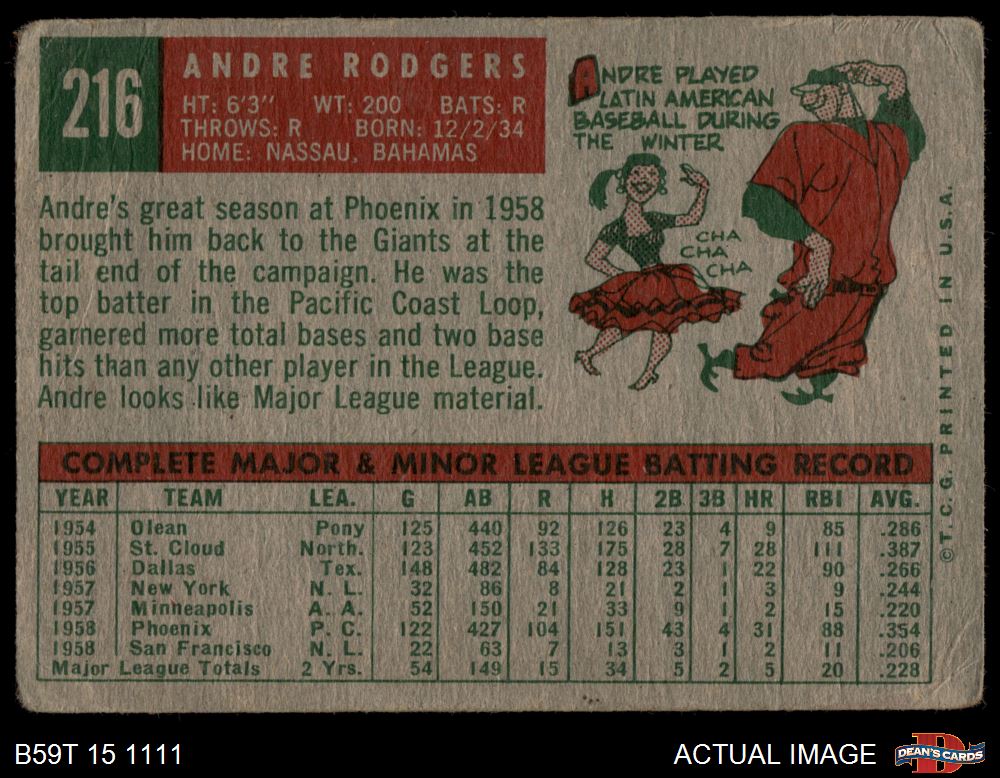 216
ANDRE RODGERS
HT: 6'3" WT: 200 BATS: R
THROWS: R BORN: 12/2/34
HOME: NASSAU, BAHAMAS
ANDRE PLAYED
LATIN AMERICAN
BASEBALL DURING
THE WINTER
CHA
CHA
CHA
Andre's great season at Phoenix in 1958
brought him back to the Giants at the
tail end of the campaign. He was the
top batter in the Pacific Coast Loop,
garnered more total bases and two base
hits than any other player in the League.
Andre looks like Major League material.
COMPLETE MAJOR & MINOR LEAGUE BATTING RECORD
YEAR TEAM LEA. G AB R H 2B 3B HR RBI AVG.
1954 Olean Pony 125 440 92 126 23 4 9 85 .286
1955 St. Cloud North. 123 452 133 175 28 7 28 111 .387
1956 Dallas Tex. 148 482 84 128 23 1 22 90 .266
1957 New York N. L. 32 86 8 21 2 1 3 9 .244
1957 Minneapolis A. A. 52 150 21 33 9 1 2 15 .220
1958 Phoenix P. C. 122 427 104 151 43 4 31 88 .354
1958 San Francisco N. L. 22 63 7 13 3 1 2 11 .206
Major League Totals 2 Yrs. 54 149 15 34 5 2 5 20 .228
© T. C. G. PRINTED IN U.S.A.
B59T 15 1111
ACTUAL IMAGE
DEAN'S CARDS